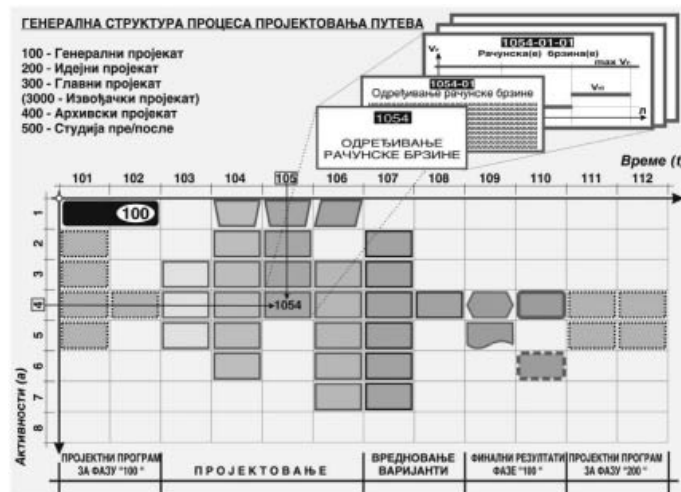 ГЕНЕРАЛНА СТРУКТУРА ПРОЦЕСА ПРОЈЕКТОВАЊА ПУТЕВА
100 - Генерални пројекат
200 - Идејни пројекат
300 - Главни пројекат
(3000 - Извођачки пројекат)
400 - Архивски пројекат
500 - Студија пре/после
1054-01-01
Рачунска(е) брзина(е)
max Vr
1054-01
Одређивање рачунске брзине
1054
ОДРЕЂИВАЊЕ
РАЧУНСКЕ БРЗИНЕ
Време (t
101 102 103 104 105 106 107 108 109 110 111 112
100
1
2
3
4
1054
5
6
7
8
Активности (a)
ПРОЈЕКТНИ ПРОГРАМ
ЗА ФАЗУ "100 "
ПРОЈЕКТОВАЊЕ
ВРЕДНОВАЊЕ
ВАРИЈАНТИ
ФИНАЛНИ РЕЗУЛТАТИ
ФАЗЕ "100"
ПРОЈЕКТНИ ПРОГРАМ
ЗА ФАЗУ "200"